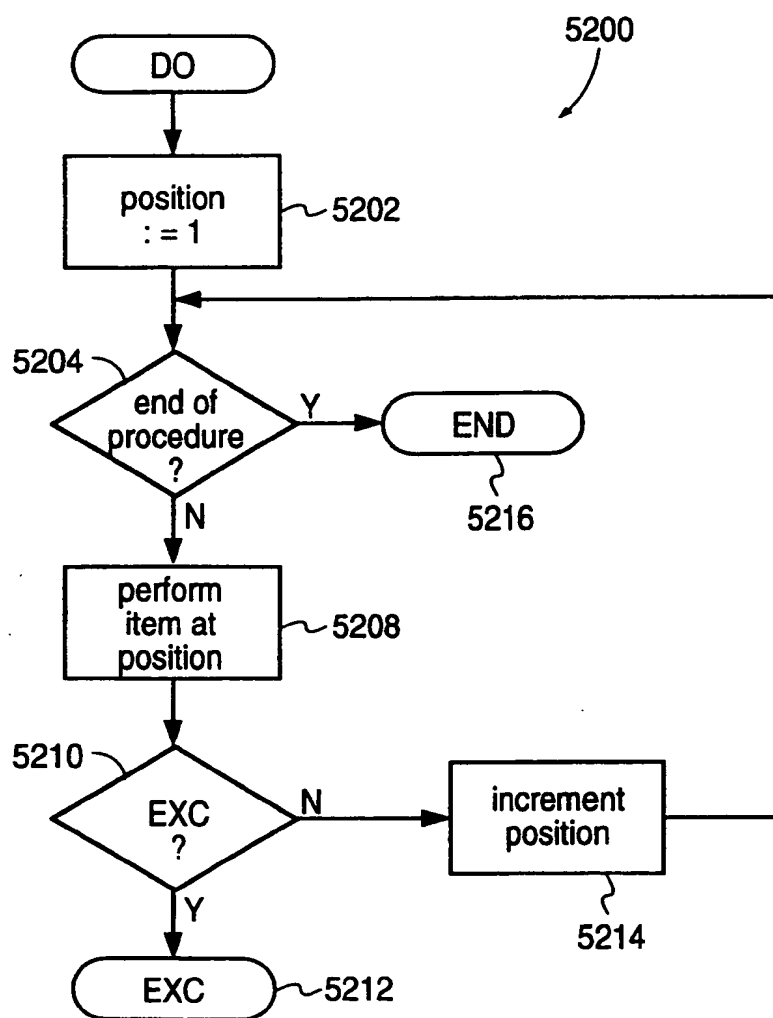 5200
DO
position
: = 1
5202
5204
end of
procedure
?
Y
END
5216
N
perform
item at
position
5208
5210
EXC
?
N
increment
position
5214
Y
EXC
5212